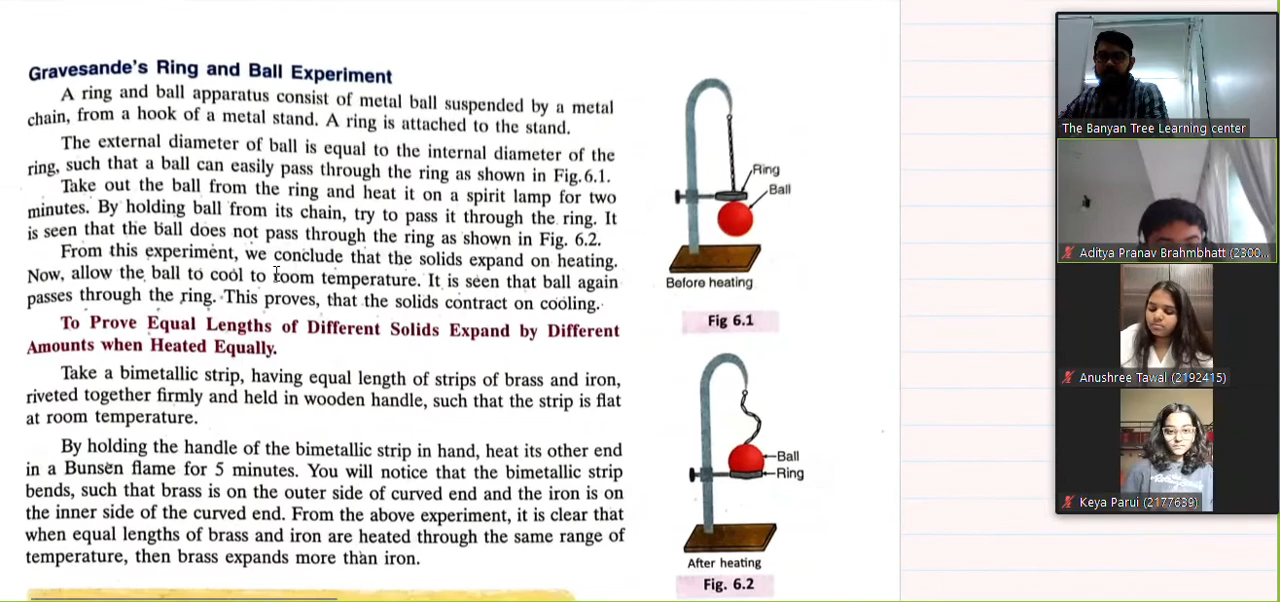 Gravesande's Ring and Ball Experiment
A ring and ball apparatus consist of metal ball suspended by a metal
chain, from a hook of a metal stand. A ring is attached to the stand.
The external diameter of ball is equal to the internal diameter of the
ring, such that a ball can easily pass through the ring as shown in Fig.6.1.
Take out the ball from the ring and heat it on a spirit lamp for two
minutes. By holding ball from its chain, try to pass it through the ring. It
is seen that the ball does not pass through the ring as shown in Fig. 6.2.
From this experiment, we conclude that the solids expand on heating.
Now, allow the ball to cool to room temperature. It is seen that ball again
passes through the ring. This proves, that the solids contract on cooling.
To Prove Equal Lengths of Different Solids Expand by Different
Amounts when Heated Equally.
Take a bimetallic strip, having equal length of strips of brass and iron,
riveted together firmly and held in wooden handle, such that the strip is flat
at room temperature.
By holding the handle of the bimetallic strip in hand, heat its other end
in a Bunsen flame for 5 minutes. You will notice that the bimetallic strip
bends, such that brass is on the outer side of curved end and the iron is on
the inner side of the curved end. From the above experiment, it is clear that
when equal lengths of brass and iron are heated through the same range of
temperature, then brass expands more than iron.
Ring
Ball
Before heating
Fig 6.1
Ball
Ring
After heating
Fig. 6.2
The Banyan Tree Learning center
Aditya Pranav Brahmbhatt (2300...
Anushree Tawal (2192415)
Keya Parui (2177639)